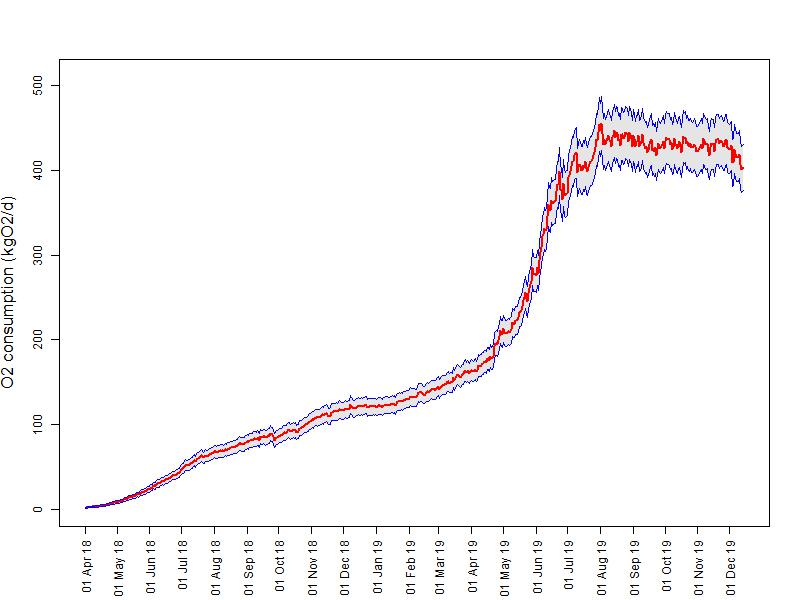 O2 consumption (kgO2/d)
500
400
300
200
100
0
01 Apr 18
01 May 18
01 Jun 18
01 Jul 18
01 Aug 18
01 Sep 18
01 Oct 18
01 Nov 18
01 Dec 18
01 Jan 19
01 Feb 19
01 Mar 19
01 Apr 19
01 May 19
01 Jun 19
01 Jul 19
01 Aug 19
01 Sep 19
01 Oct 19
01 Nov 19
01 Dec 19